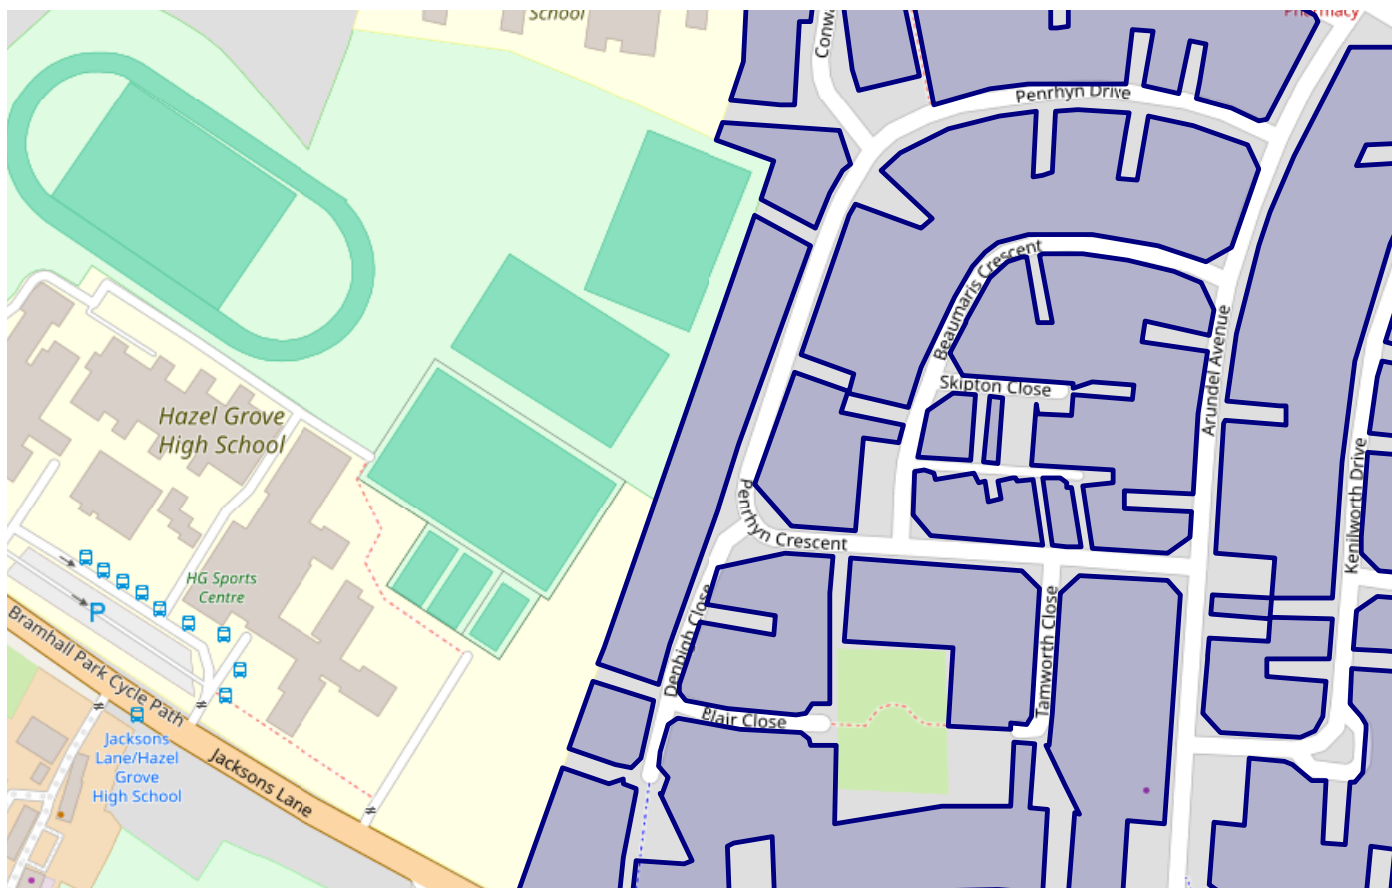 School
Pharmacy
Penrhyn Drive
Beaumaris Crescent
Skipton Close
Arundel Avenue
Hazel Grove
High School
Kenilworth Drive
Penrhyn Crescent
HG Sports
Centre
P
Denbigh Close
Tamworth Close
Bramhall Park Cycle Path
Blair Close
Jacksons
Lane/Hazel
Grove
High School
Jacksons Lane